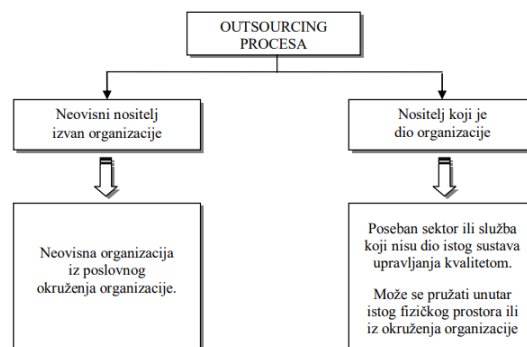 OUTSOURCING
PROCESA
Neovisni nositelj
izvan organizacije
Nositelj koji je
dio organizacije
Neovisna organizacija
iz poslovnog
okruženja organizacije.
Poseban sektor ili služba
koji nisu dio istog sustava
upravljanja kvalitetom.
Može se pružati unutar
istog fizičkog prostora ili
iz okruženja organizacije